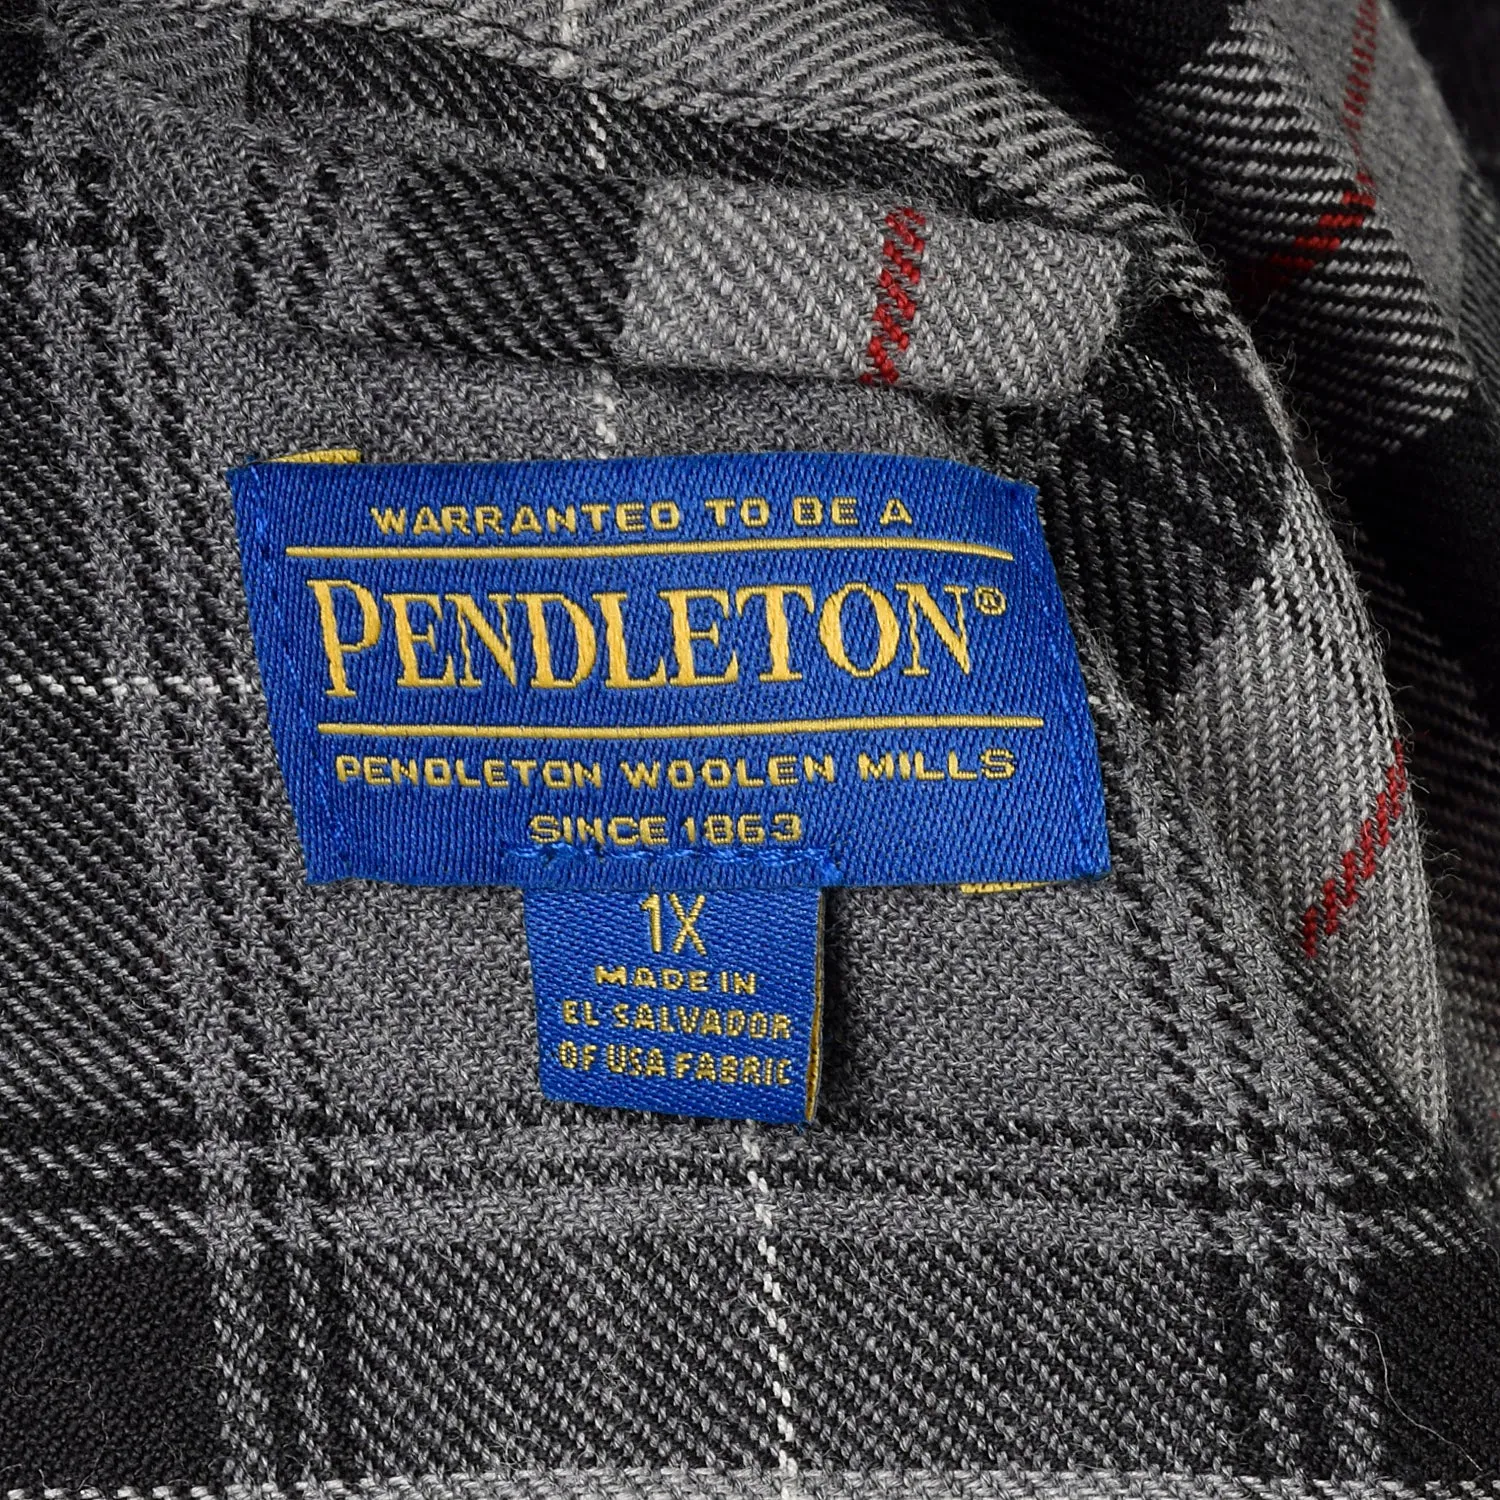 WARRANTED TO BE A
PENDLETON®
PENDLETON WOOLEN MILLS
SINCE 1863
1X
MADE IN
EL SALVADOR
OF USA FABRIC